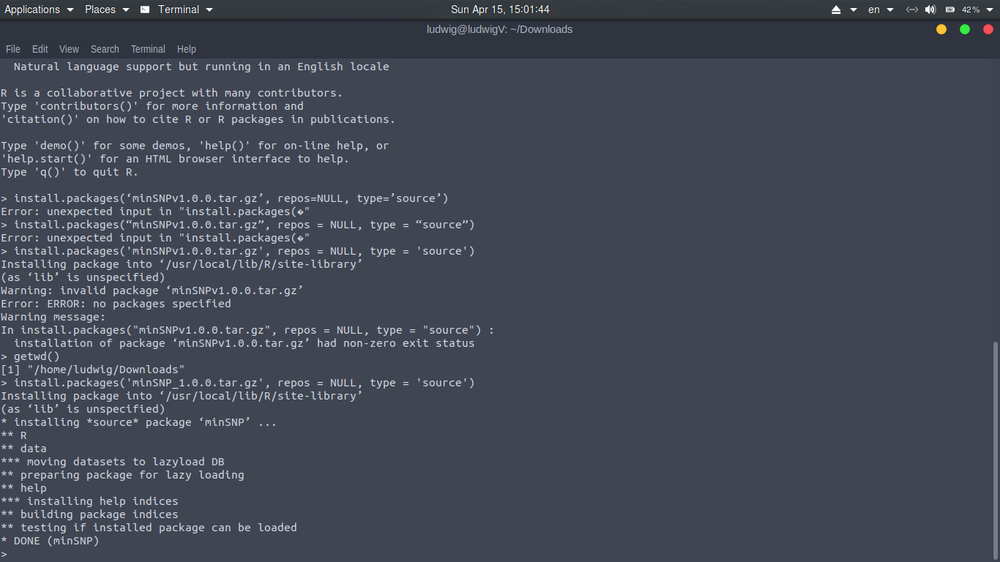 Applications Places Terminal Sun Apr 15, 15:01:44 en 42%
ludwig@ludwigV: ~/Downloads
File Edit View Search Terminal Help
  Natural language support but running in an English locale

R is a collaborative project with many contributors.
Type 'contributors()' for more information and
'citation()' on how to cite R or R packages in publications.

Type 'demo()' for some demos, 'help()' for on-line help, or
'help.start()' for an HTML browser interface to help.
Type 'q()' to quit R.

> install.packages(‘minSNPv1.0.0.tar.gz’, repos=NULL, type=’source’)
Error: unexpected input in "install.packages(�"
> install.packages(“minSNPv1.0.0.tar.gz”, repos = NULL, type = “source”)
Error: unexpected input in "install.packages(�"
> install.packages('minSNPv1.0.0.tar.gz', repos = NULL, type = 'source')
Installing package into ‘/usr/local/lib/R/site-library’
(as ‘lib’ is unspecified)
Warning: invalid package ‘minSNPv1.0.0.tar.gz’
Error: ERROR: no packages specified
Warning message:
In install.packages("minSNPv1.0.0.tar.gz", repos = NULL, type = "source") :
  installation of package ‘minSNPv1.0.0.tar.gz’ had non-zero exit status
> getwd()
[1] "/home/ludwig/Downloads"
> install.packages('minSNP_1.0.0.tar.gz', repos = NULL, type = 'source')
Installing package into ‘/usr/local/lib/R/site-library’
(as ‘lib’ is unspecified)
* installing *source* package ‘minSNP’ ...
** R
** data
*** moving datasets to lazyload DB
** preparing package for lazy loading
** help
*** installing help indices
** building package indices
** testing if installed package can be loaded
* DONE (minSNP)
>